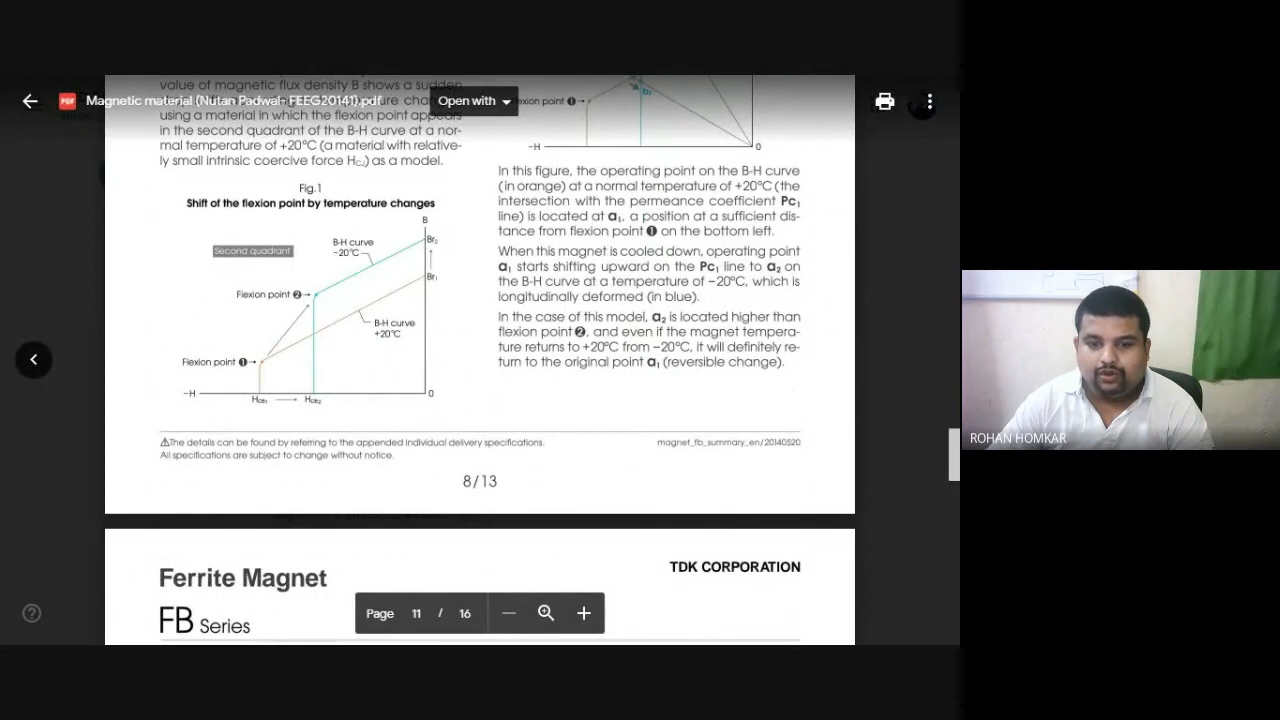 Magnetic material (Nutan Padwal- FEEG20141).pdf
Open with
value of magnetic flux density B shows a sudden
using a material in which the flexion point appears
in the second quadrant of the B-H curve at a nor-
mal temperature of +20°C (a material with relative-
ly small intrinsic coercive force HcJ) as a model.
Fig.1
Shift of the flexion point by temperature changes
B
Second quadrant
B-H curve
−20°C
Br2
Br1
Flexion point ❷
B-H curve
+20°C
Flexion point ❶
−H
HCB1
HCB2
0
flexion point ❶
b1
−H
0
In this figure, the operating point on the B-H curve
(in orange) at a normal temperature of +20°C (the
intersection with the permeance coefficient Pc1
line) is located at a1, a position at a sufficient dis-
tance from flexion point ❶ on the bottom left.
When this magnet is cooled down, operating point
a1 starts shifting upward on the Pc1 line to a2 on
the B-H curve at a temperature of −20°C, which is
longitudinally deformed (in blue).
In the case of this model, a2 is located higher than
flexion point ❷, and even if the magnet tempera-
ture returns to +20°C from −20°C, it will definitely re-
turn to the original point a1 (reversible change).
⚠The details can be found by referring to the appended individual delivery specifications.
All specifications are subject to change without notice.
magnet_fb_summary_en/20140520
8/13
Ferrite Magnet
TDK CORPORATION
FB Series
Page 11 / 16
ROHAN HOMKAR